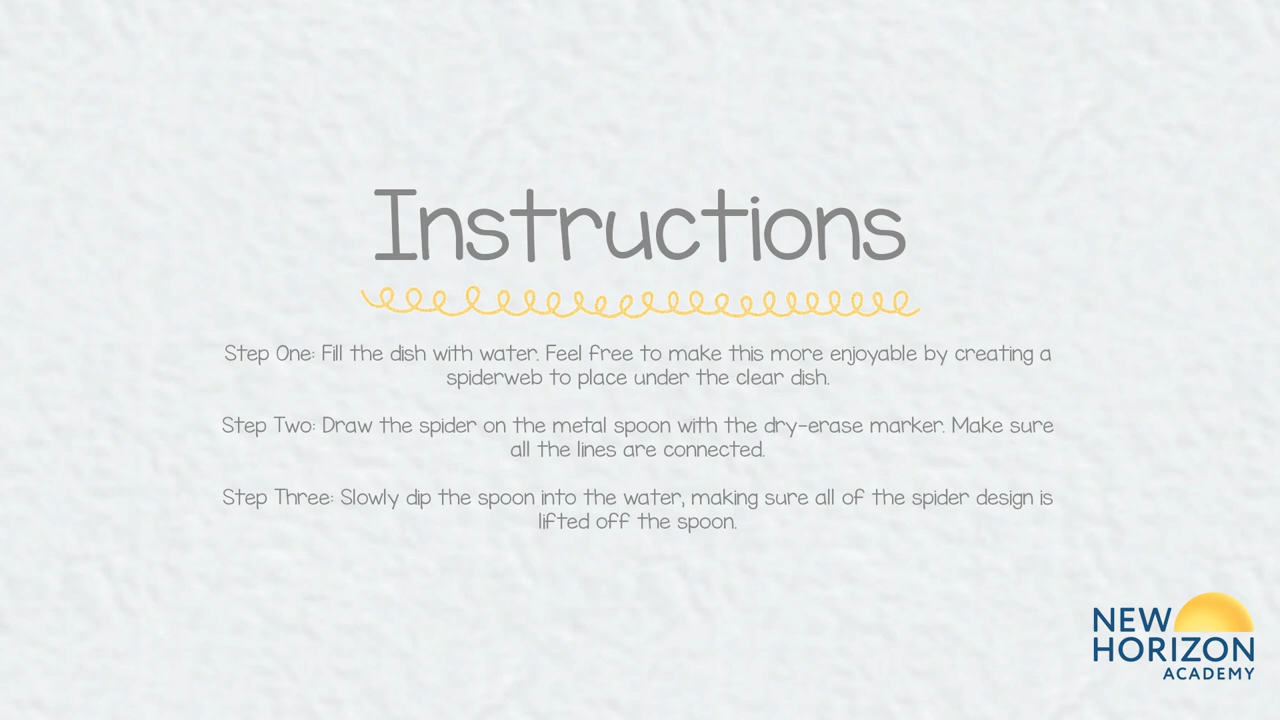 Instructions
Step One: Fill the dish with water. Feel free to make this more enjoyable by creating a
spiderweb to place under the clear dish.
Step Two: Draw the spider on the metal spoon with the dry-erase marker. Make sure
all the lines are connected.
Step Three: Slowly dip the spoon into the water, making sure all of the spider design is
lifted off the spoon.
NEW
HORIZON
ACADEMY